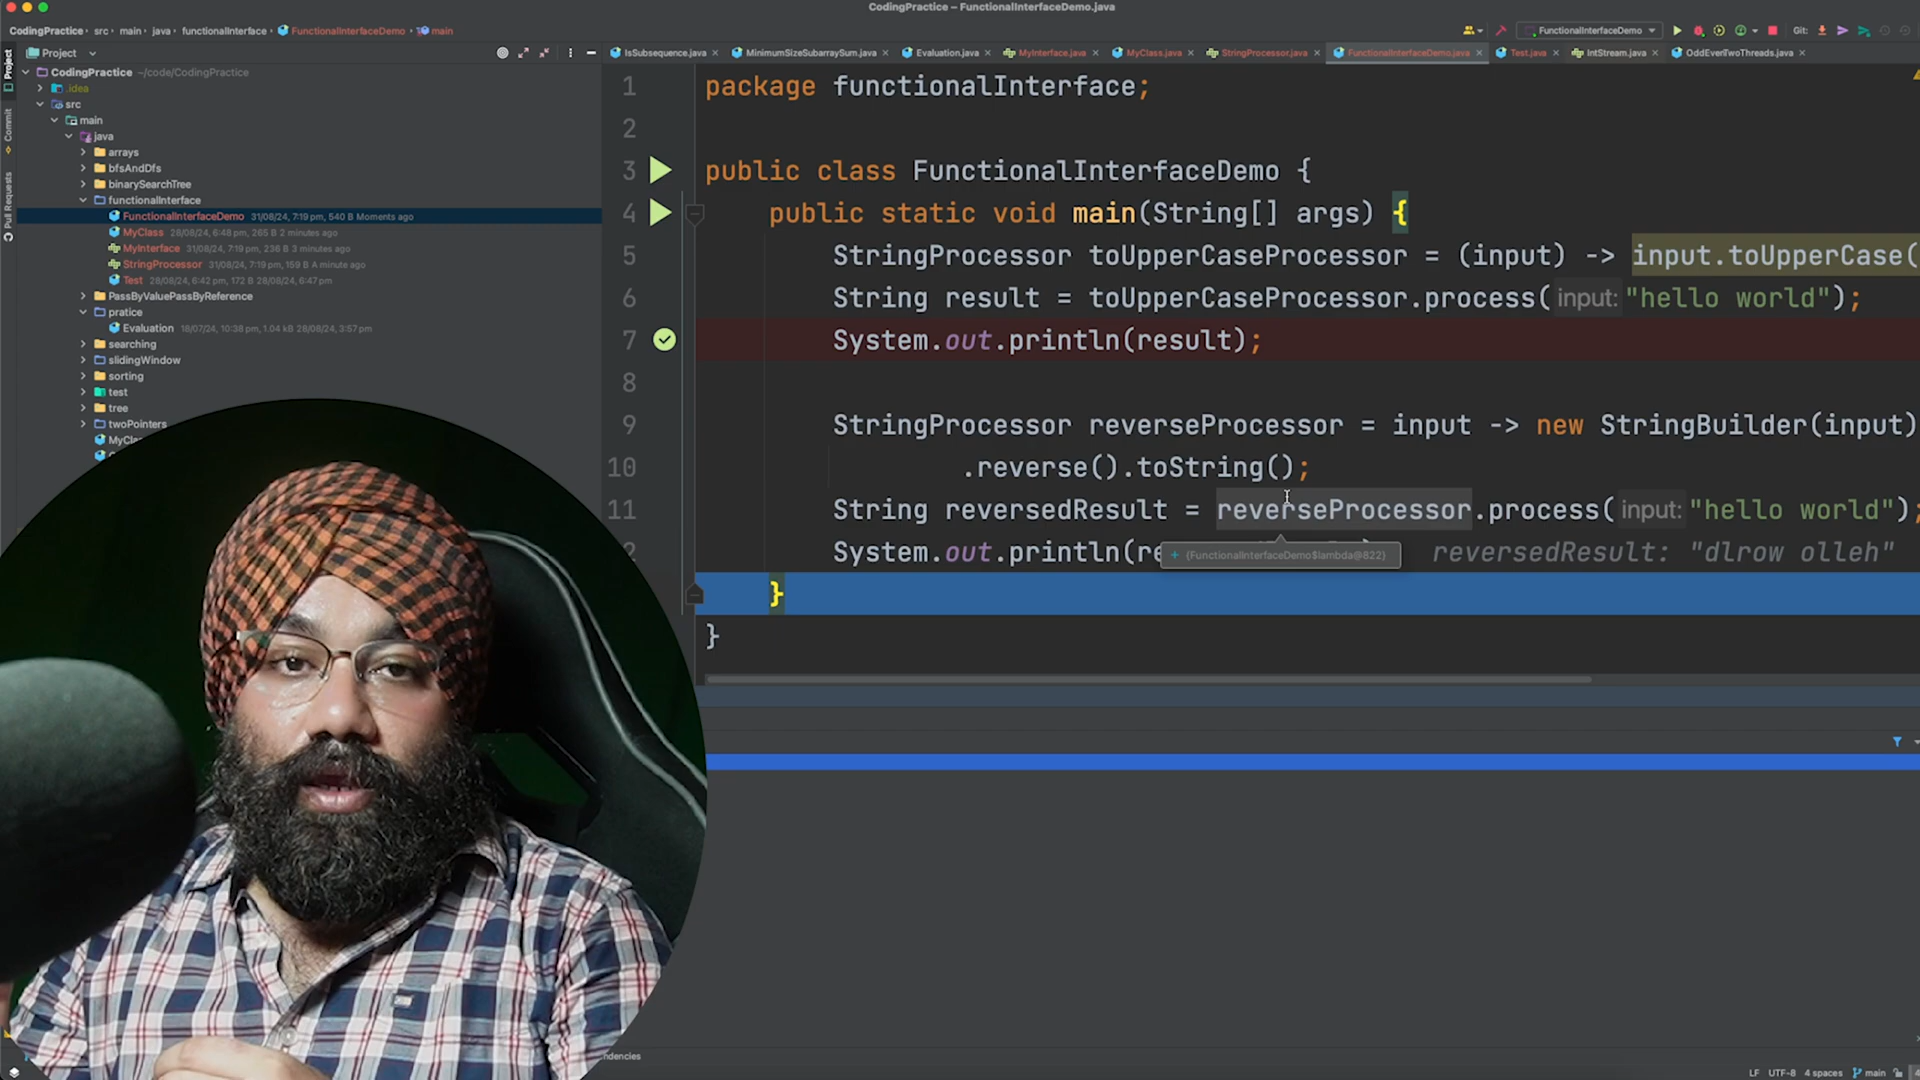 CodingPractice – FunctionalInterfaceDemo.java
CodingPractice › src › main › java › functionalInterface › FunctionalInterfaceDemo › main
FunctionalInterfaceDemo
Git:
Project
IsSubsequence.java
MinimumSizeSubarraySum.java
Evaluation.java
MyInterface.java
MyClass.java
StringProcessor.java
FunctionalInterfaceDemo.java
Test.java
IntStream.java
OddEvenTwoThreads.java
Project
Commit
Pull Requests
CodingPractice ~/code/CodingPractice
.idea
src
main
java
arrays
bfsAndDfs
binarySearchTree
functionalInterface
FunctionalInterfaceDemo 31/08/24, 7:19 pm, 540 B Moments ago
MyClass 28/08/24, 6:48 pm, 265 B 2 minutes ago
MyInterface 31/08/24, 7:19 pm, 236 B 3 minutes ago
StringProcessor 31/08/24, 7:19 pm, 159 B A minute ago
Test 28/08/24, 6:42 pm, 172 B 28/08/24, 6:47 pm
PassByValuePassByReference
pratice
Evaluation 18/07/24, 10:38 pm, 1.04 kB 28/08/24, 3:57 pm
searching
slidingWindow
sorting
test
tree
twoPointers
MyCla
1 package functionalInterface;
2
3 public class FunctionalInterfaceDemo {
4 public static void main(String[] args) {
5 StringProcessor toUpperCaseProcessor = (input) -> input.toUpperCase(
6 String result = toUpperCaseProcessor.process( input: "hello world");
7 System.out.println(result);
8
9 StringProcessor reverseProcessor = input -> new StringBuilder(input)
10 .reverse().toString();
11 String reversedResult = reverseProcessor.process( input: "hello world");
2 System.out.println(re reversedResult: "dlrow olleh"
+ {FunctionalInterfaceDemo$lambda@822}
}
}
ndencies
LF UTF-8 4 spaces main